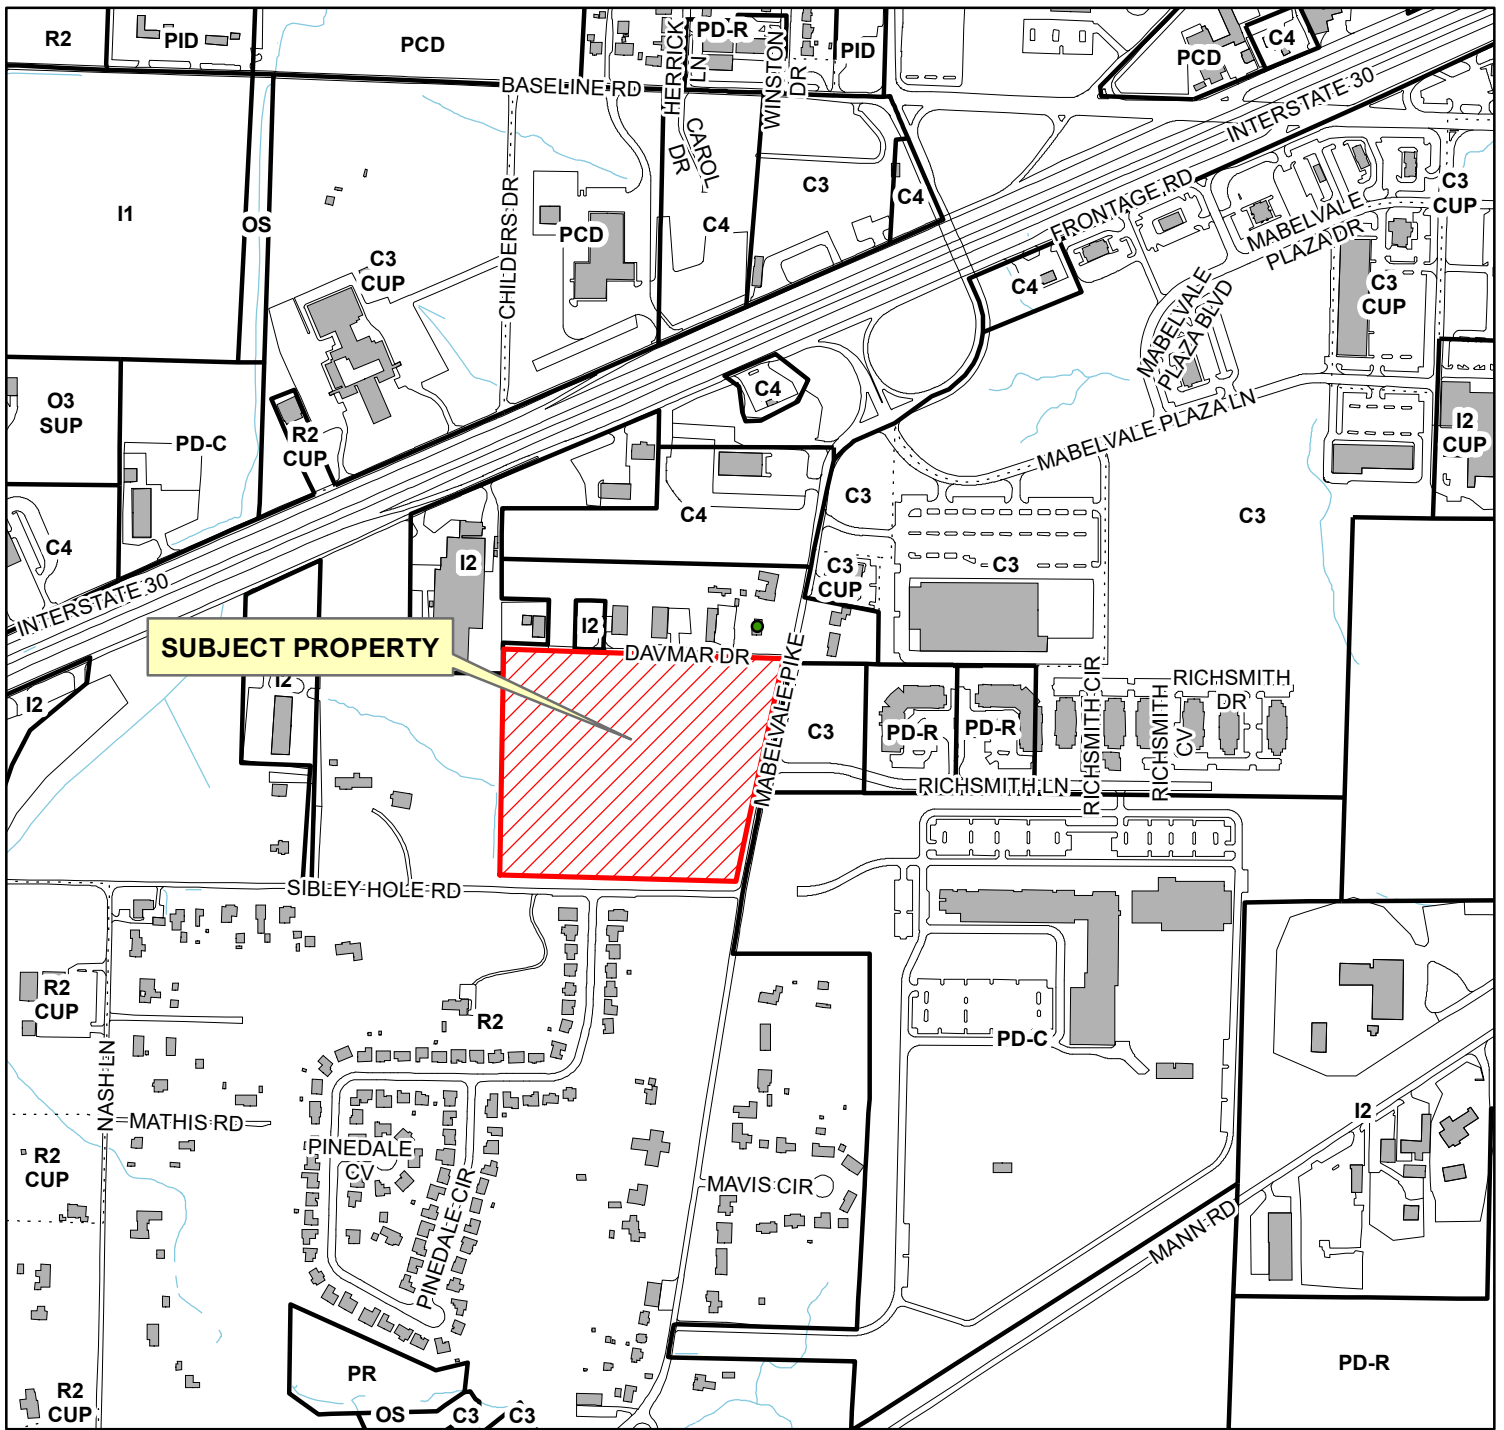 R2
PID
PCD
HERRICK
LN
PD-R
WINSTON
DR
PID
PCD
C4
BASELINE RD
INTERSTATE 30
CAROL
DR
I1
OS
CHILDERS DR
PCD
C4
C3
C4
FRONTAGE RD
MABELVALE
PLAZA DR
C3
CUP
C3
CUP
C4
C3
CUP
MABELVALE
PLAZA BLVD
C4
O3
SUP
PD-C
R2
CUP
MABELVALE PLAZA LN
I2
CUP
C4
C4
C3
C3
I2
C3
CUP
C3
INTERSTATE 30
SUBJECT PROPERTY
I2
DAVMAR DR
MABELVALE PIKE
I2
I2
C3
PD-R
PD-R
RICHSMITH CIR
RICHSMITH
CV
RICHSMITH
DR
RICHSMITH LN
SIBLEY HOLE RD
R2
CUP
R2
PD-C
NASH LN
MATHIS RD
I2
R2
CUP
PINEDALE
CV
PINEDALE CIR
MAVIS CIR
MANN RD
PR
PD-R
R2
CUP
OS
C3
C3